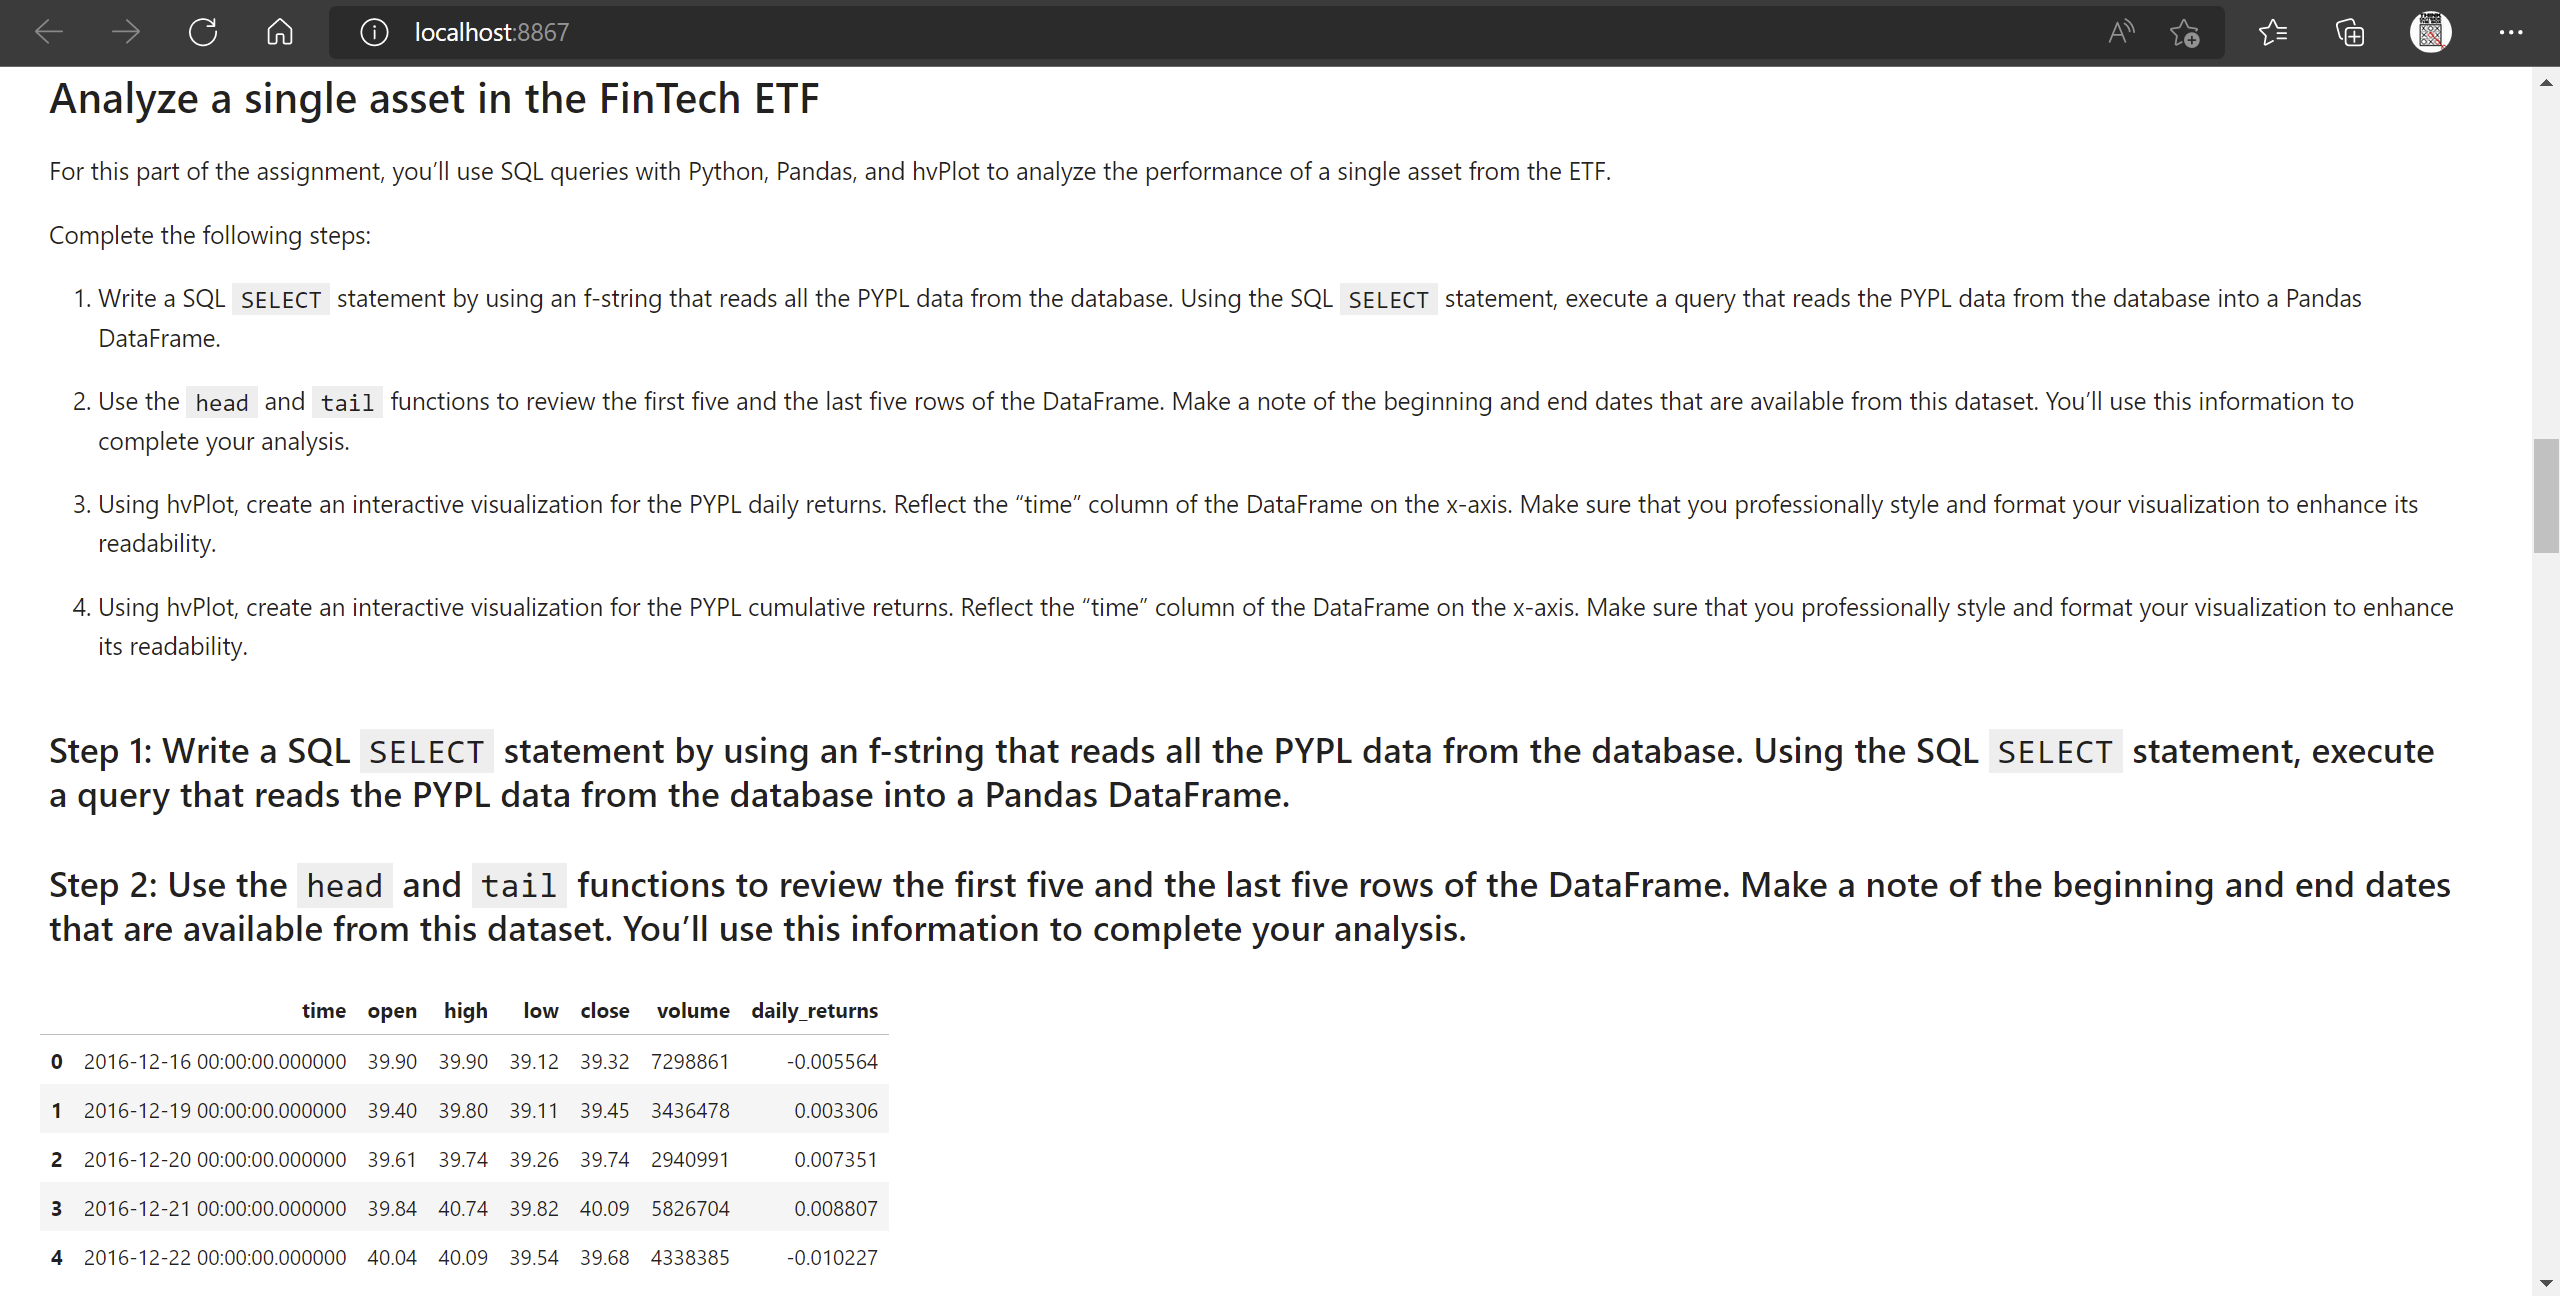 localhost:8867
Analyze a single asset in the FinTech ETF
For this part of the assignment, you’ll use SQL queries with Python, Pandas, and hvPlot to analyze the performance of a single asset from the ETF.
Complete the following steps:
1. Write a SQL SELECT statement by using an f-string that reads all the PYPL data from the database. Using the SQL SELECT statement, execute a query that reads the PYPL data from the database into a Pandas
DataFrame.
2. Use the head and tail functions to review the first five and the last five rows of the DataFrame. Make a note of the beginning and end dates that are available from this dataset. You’ll use this information to
complete your analysis.
3. Using hvPlot, create an interactive visualization for the PYPL daily returns. Reflect the “time” column of the DataFrame on the x-axis. Make sure that you professionally style and format your visualization to enhance its
readability.
4. Using hvPlot, create an interactive visualization for the PYPL cumulative returns. Reflect the “time” column of the DataFrame on the x-axis. Make sure that you professionally style and format your visualization to enhance
its readability.
Step 1: Write a SQL SELECT statement by using an f-string that reads all the PYPL data from the database. Using the SQL SELECT statement, execute
a query that reads the PYPL data from the database into a Pandas DataFrame.
Step 2: Use the head and tail functions to review the first five and the last five rows of the DataFrame. Make a note of the beginning and end dates
that are available from this dataset. You’ll use this information to complete your analysis.
time open high low close volume daily_returns
0 2016-12-16 00:00:00.000000 39.90 39.90 39.12 39.32 7298861 -0.005564
1 2016-12-19 00:00:00.000000 39.40 39.80 39.11 39.45 3436478 0.003306
2 2016-12-20 00:00:00.000000 39.61 39.74 39.26 39.74 2940991 0.007351
3 2016-12-21 00:00:00.000000 39.84 40.74 39.82 40.09 5826704 0.008807
4 2016-12-22 00:00:00.000000 40.04 40.09 39.54 39.68 4338385 -0.010227